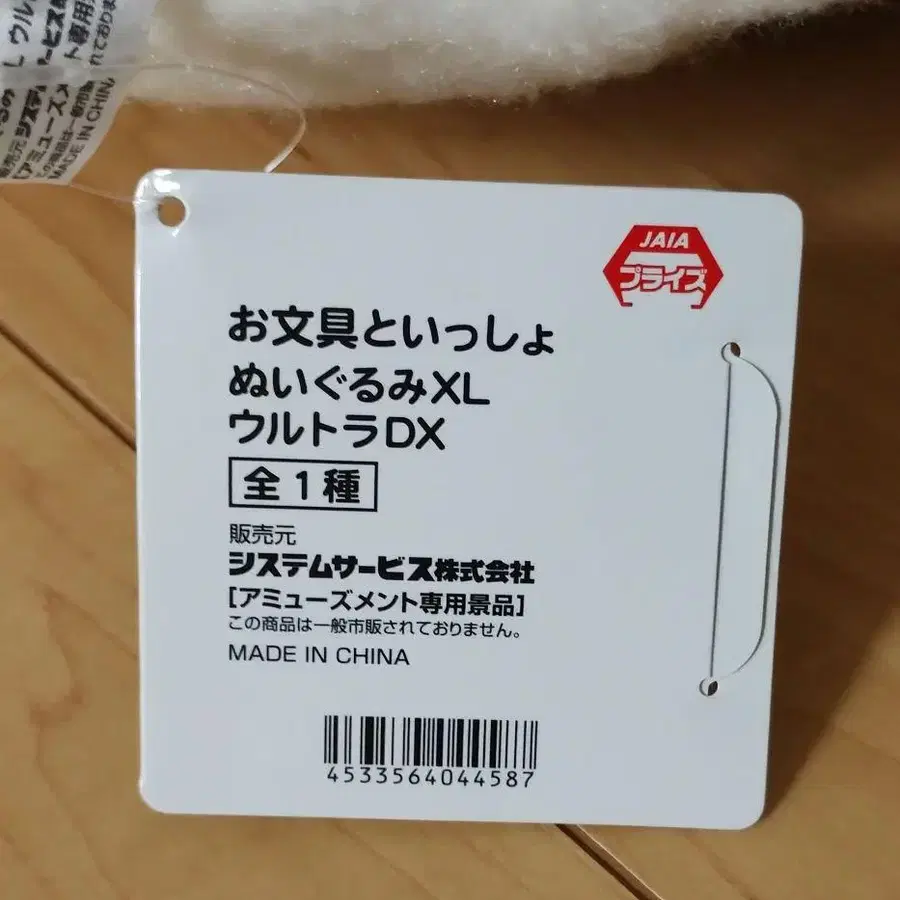 JAIA
プライズ
お文具といっしょ
ぬいぐるみXL
ウルトラDX
全1種
販売元
システムサービス株式会社
[アミューズメント専用景品]
この商品は一般市販されておりません。
MADE IN CHINA
4533564044587
MADE IN CHINA